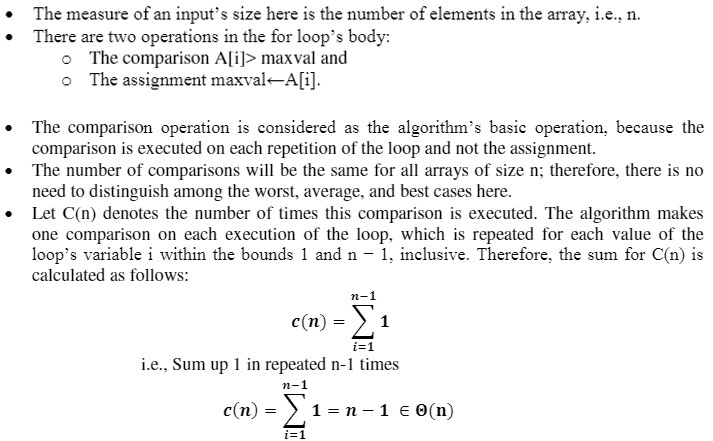 • The measure of an input's size here is the number of elements in the array, i.e., n.
• There are two operations in the for loop's body:
o The comparison A[i]> maxval and
o The assignment maxval←A[i].
• The comparison operation is considered as the algorithm's basic operation, because the
comparison is executed on each repetition of the loop and not the assignment.
• The number of comparisons will be the same for all arrays of size n; therefore, there is no
need to distinguish among the worst, average, and best cases here.
• Let C(n) denotes the number of times this comparison is executed. The algorithm makes
one comparison on each execution of the loop, which is repeated for each value of the
loop's variable i within the bounds 1 and n − 1, inclusive. Therefore, the sum for C(n) is
calculated as follows:
n−1
c(n) = ∑ 1
i=1
i.e., Sum up 1 in repeated n-1 times
n−1
c(n) = ∑ 1 = n − 1 ∈ Θ(n)
i=1